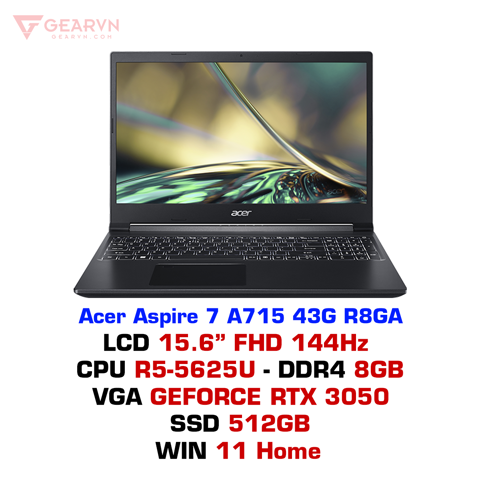 GEARVN
GEARVN.COM
acer
Acer Aspire 7 A715 43G R8GA
LCD 15.6” FHD 144Hz
CPU R5-5625U - DDR4 8GB
VGA GEFORCE RTX 3050
SSD 512GB
WIN 11 Home